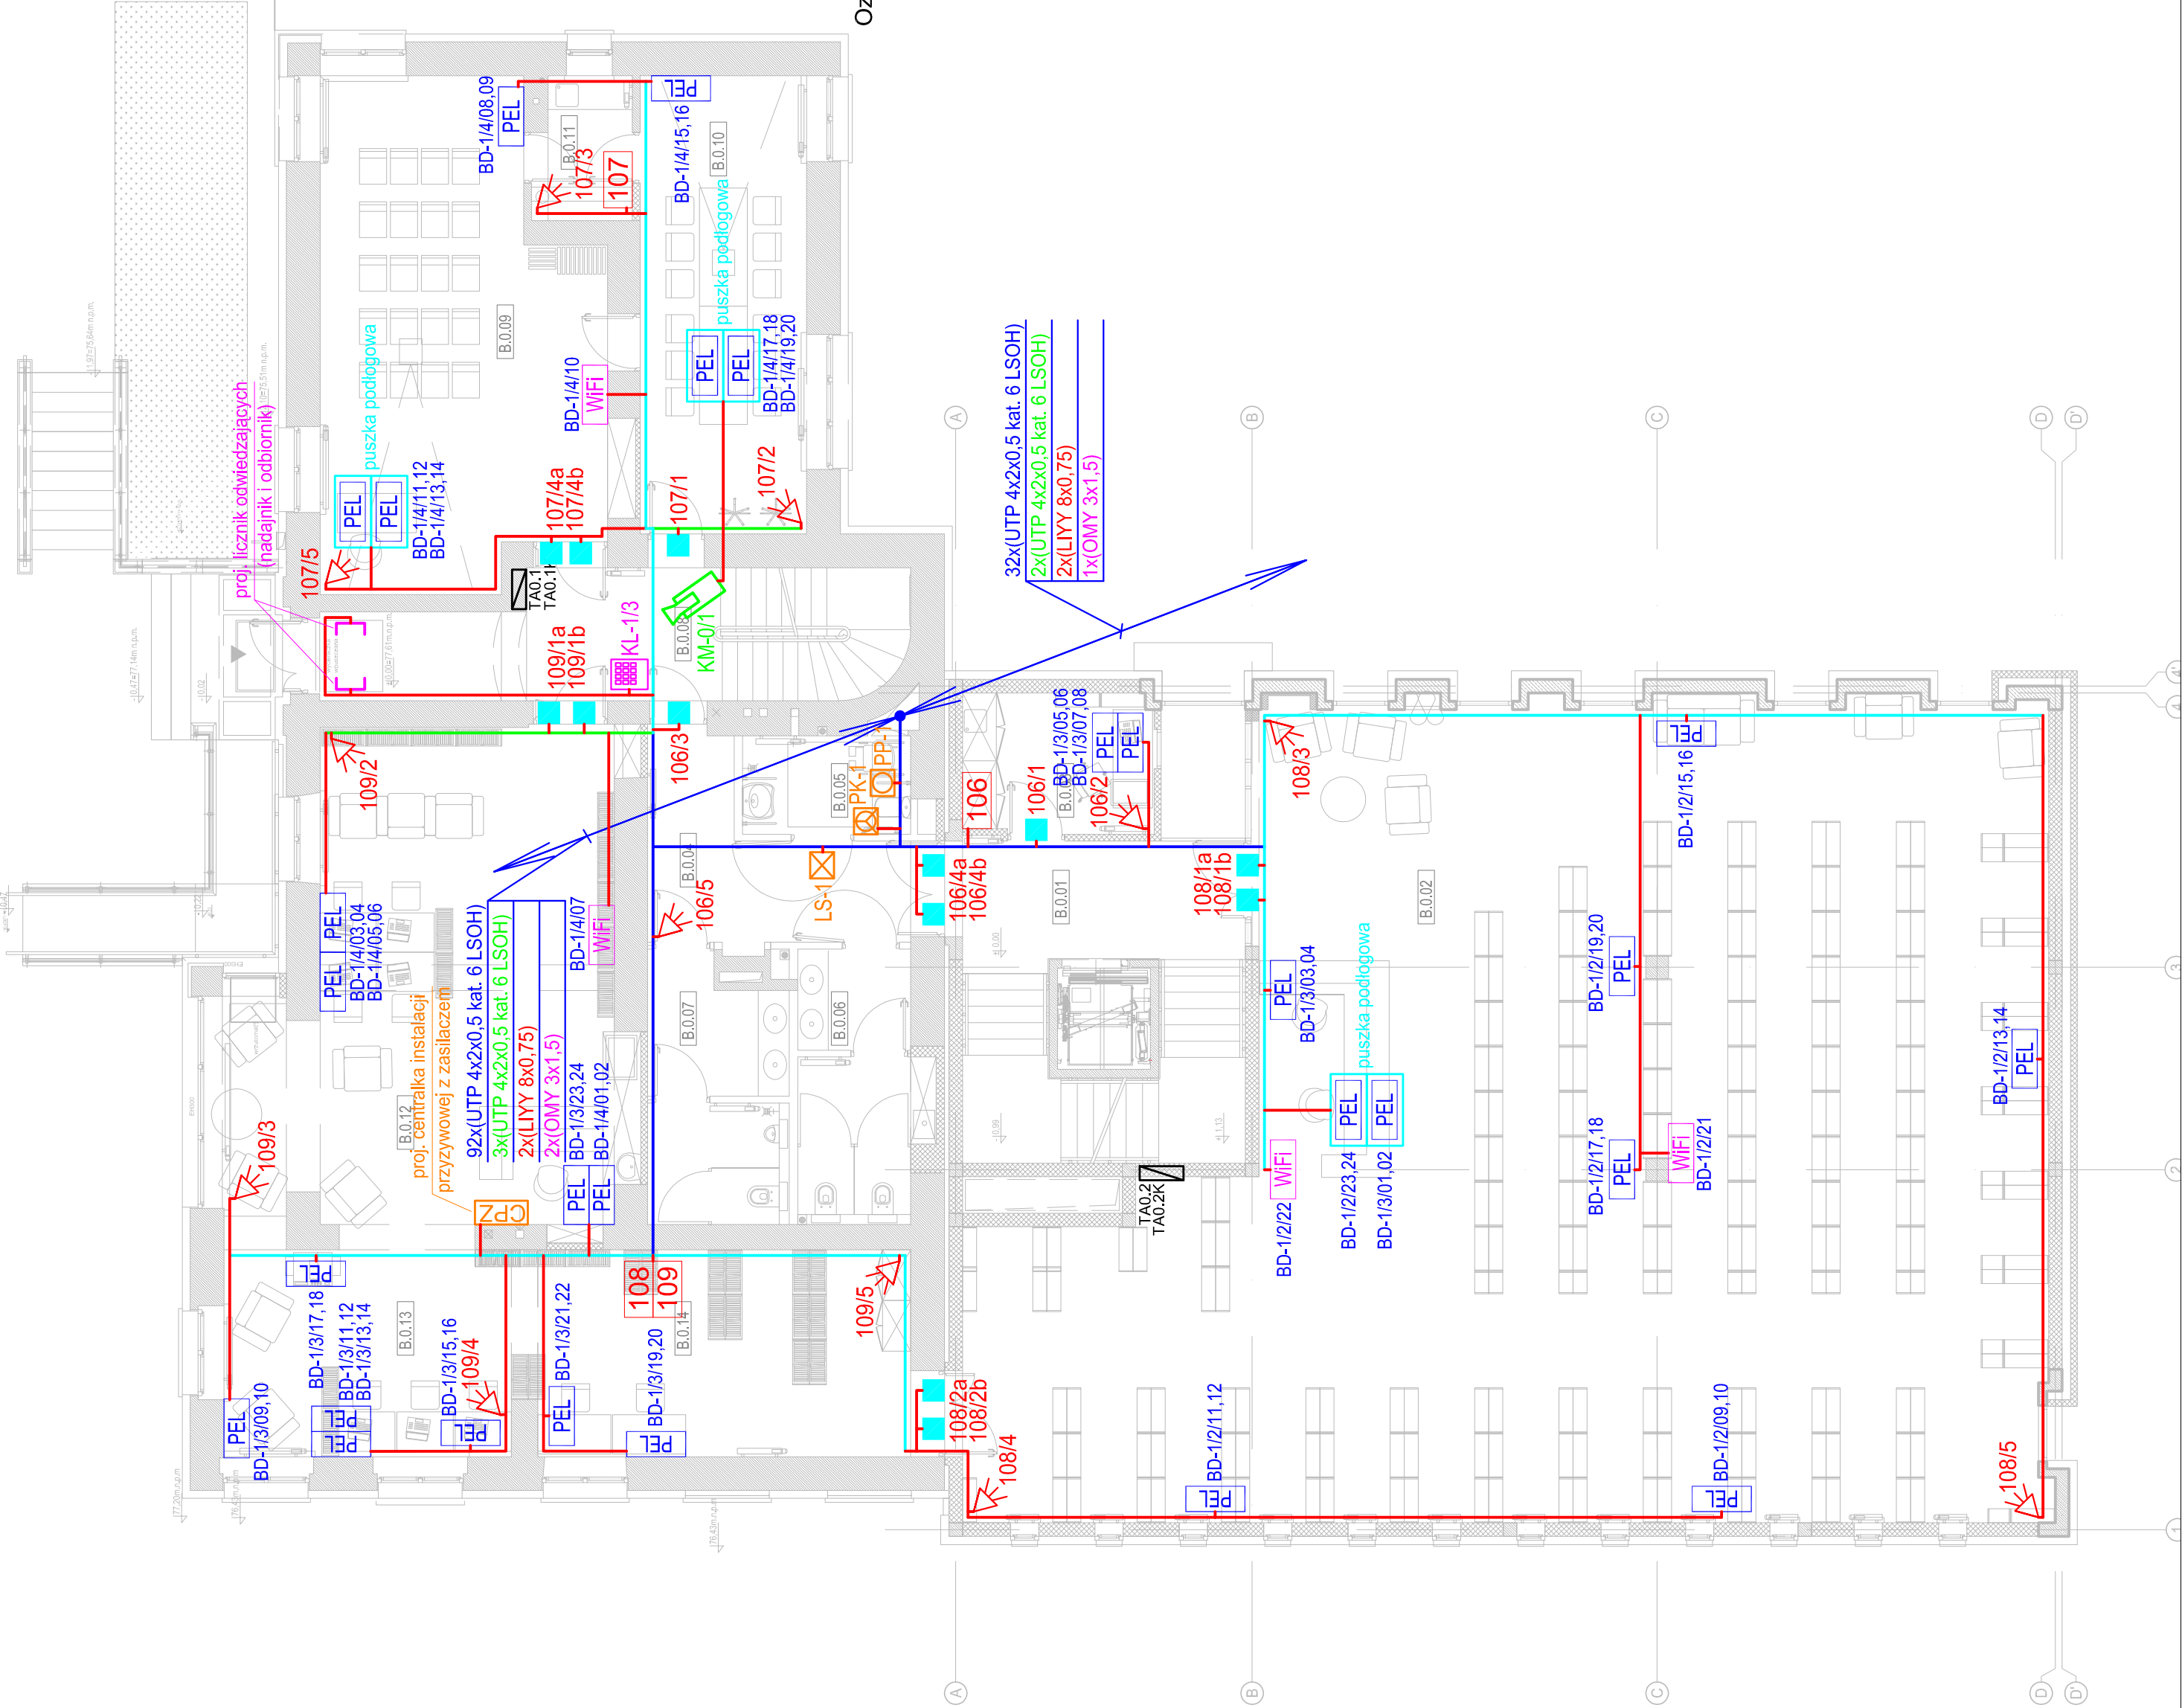 Oz
proj. licznik odwiedzających
(nadajnik i odbiornik)
107/5
puszka podłogowa
PEL
PEL
BD-1/4/11,12
BD-1/4/13,14
B.0.09
BD-1/4/08,09
PEL
B.0.11
107/3
107
PEL
BD-1/4/15,16
B.0.10
puszka podłogowa
PEL
PEL
BD-1/4/17,18
BD-1/4/19,20
BD-1/4/10
WiFi
107/4a
107/4b
107/1
107/2
TA0.1
TA0.1K
109/1a
109/1b
KL-1/3
B.0.08
KM-0/1
106/3
109/2
PEL
PEL
BD-1/4/03,04
BD-1/4/05,06
BD-1/4/07
WiFi
106/5
B.0.04
B.0.05
PK-1
PP-1
LS-1
106
106/1
106/2
BD-1/3/05,06
BD-1/3/07,08
PEL
PEL
32x(UTP 4x2x0,5 kat. 6 LSOH)
2x(UTP 4x2x0,5 kat. 6 LSOH)
2x(LIYY 8x0,75)
1x(OMY 3x1,5)
92x(UTP 4x2x0,5 kat. 6 LSOH)
3x(UTP 4x2x0,5 kat. 6 LSOH)
2x(LIYY 8x0,75)
2x(OMY 3x1,5)
BD-1/3/23,24
BD-1/4/01,02
PEL
PEL
proj. centralka instalacji
przyzywowej z zasilaczem
CPZ
B.0.12
109/3
B.0.07
B.0.06
106/4a
106/4b
B.0.01
108/1a
108/1b
108/3
B.0.02
PEL
BD-1/3/03,04
puszka podłogowa
PEL
PEL
BD-1/2/23,24
BD-1/3/01,02
WiFi
BD-1/2/22
TA0.2
TA0.2K
PEL
BD-1/2/15,16
BD-1/2/19,20
PEL
BD-1/2/17,18
PEL
WiFi
BD-1/2/21
BD-1/2/13,14
PEL
PEL
BD-1/3/09,10
PEL
BD-1/3/17,18
BD-1/3/11,12
BD-1/3/13,14
PEL
PEL
B.0.13
BD-1/3/15,16
PEL
109/4
BD-1/3/21,22
PEL
108
109
B.0.14
BD-1/3/19,20
PEL
109/5
108/2a
108/2b
108/4
BD-1/2/11,12
PEL
BD-1/2/09,10
PEL
108/5
A
B
C
D
D'
A
B
C
D
D'
4'
4
3
2
1